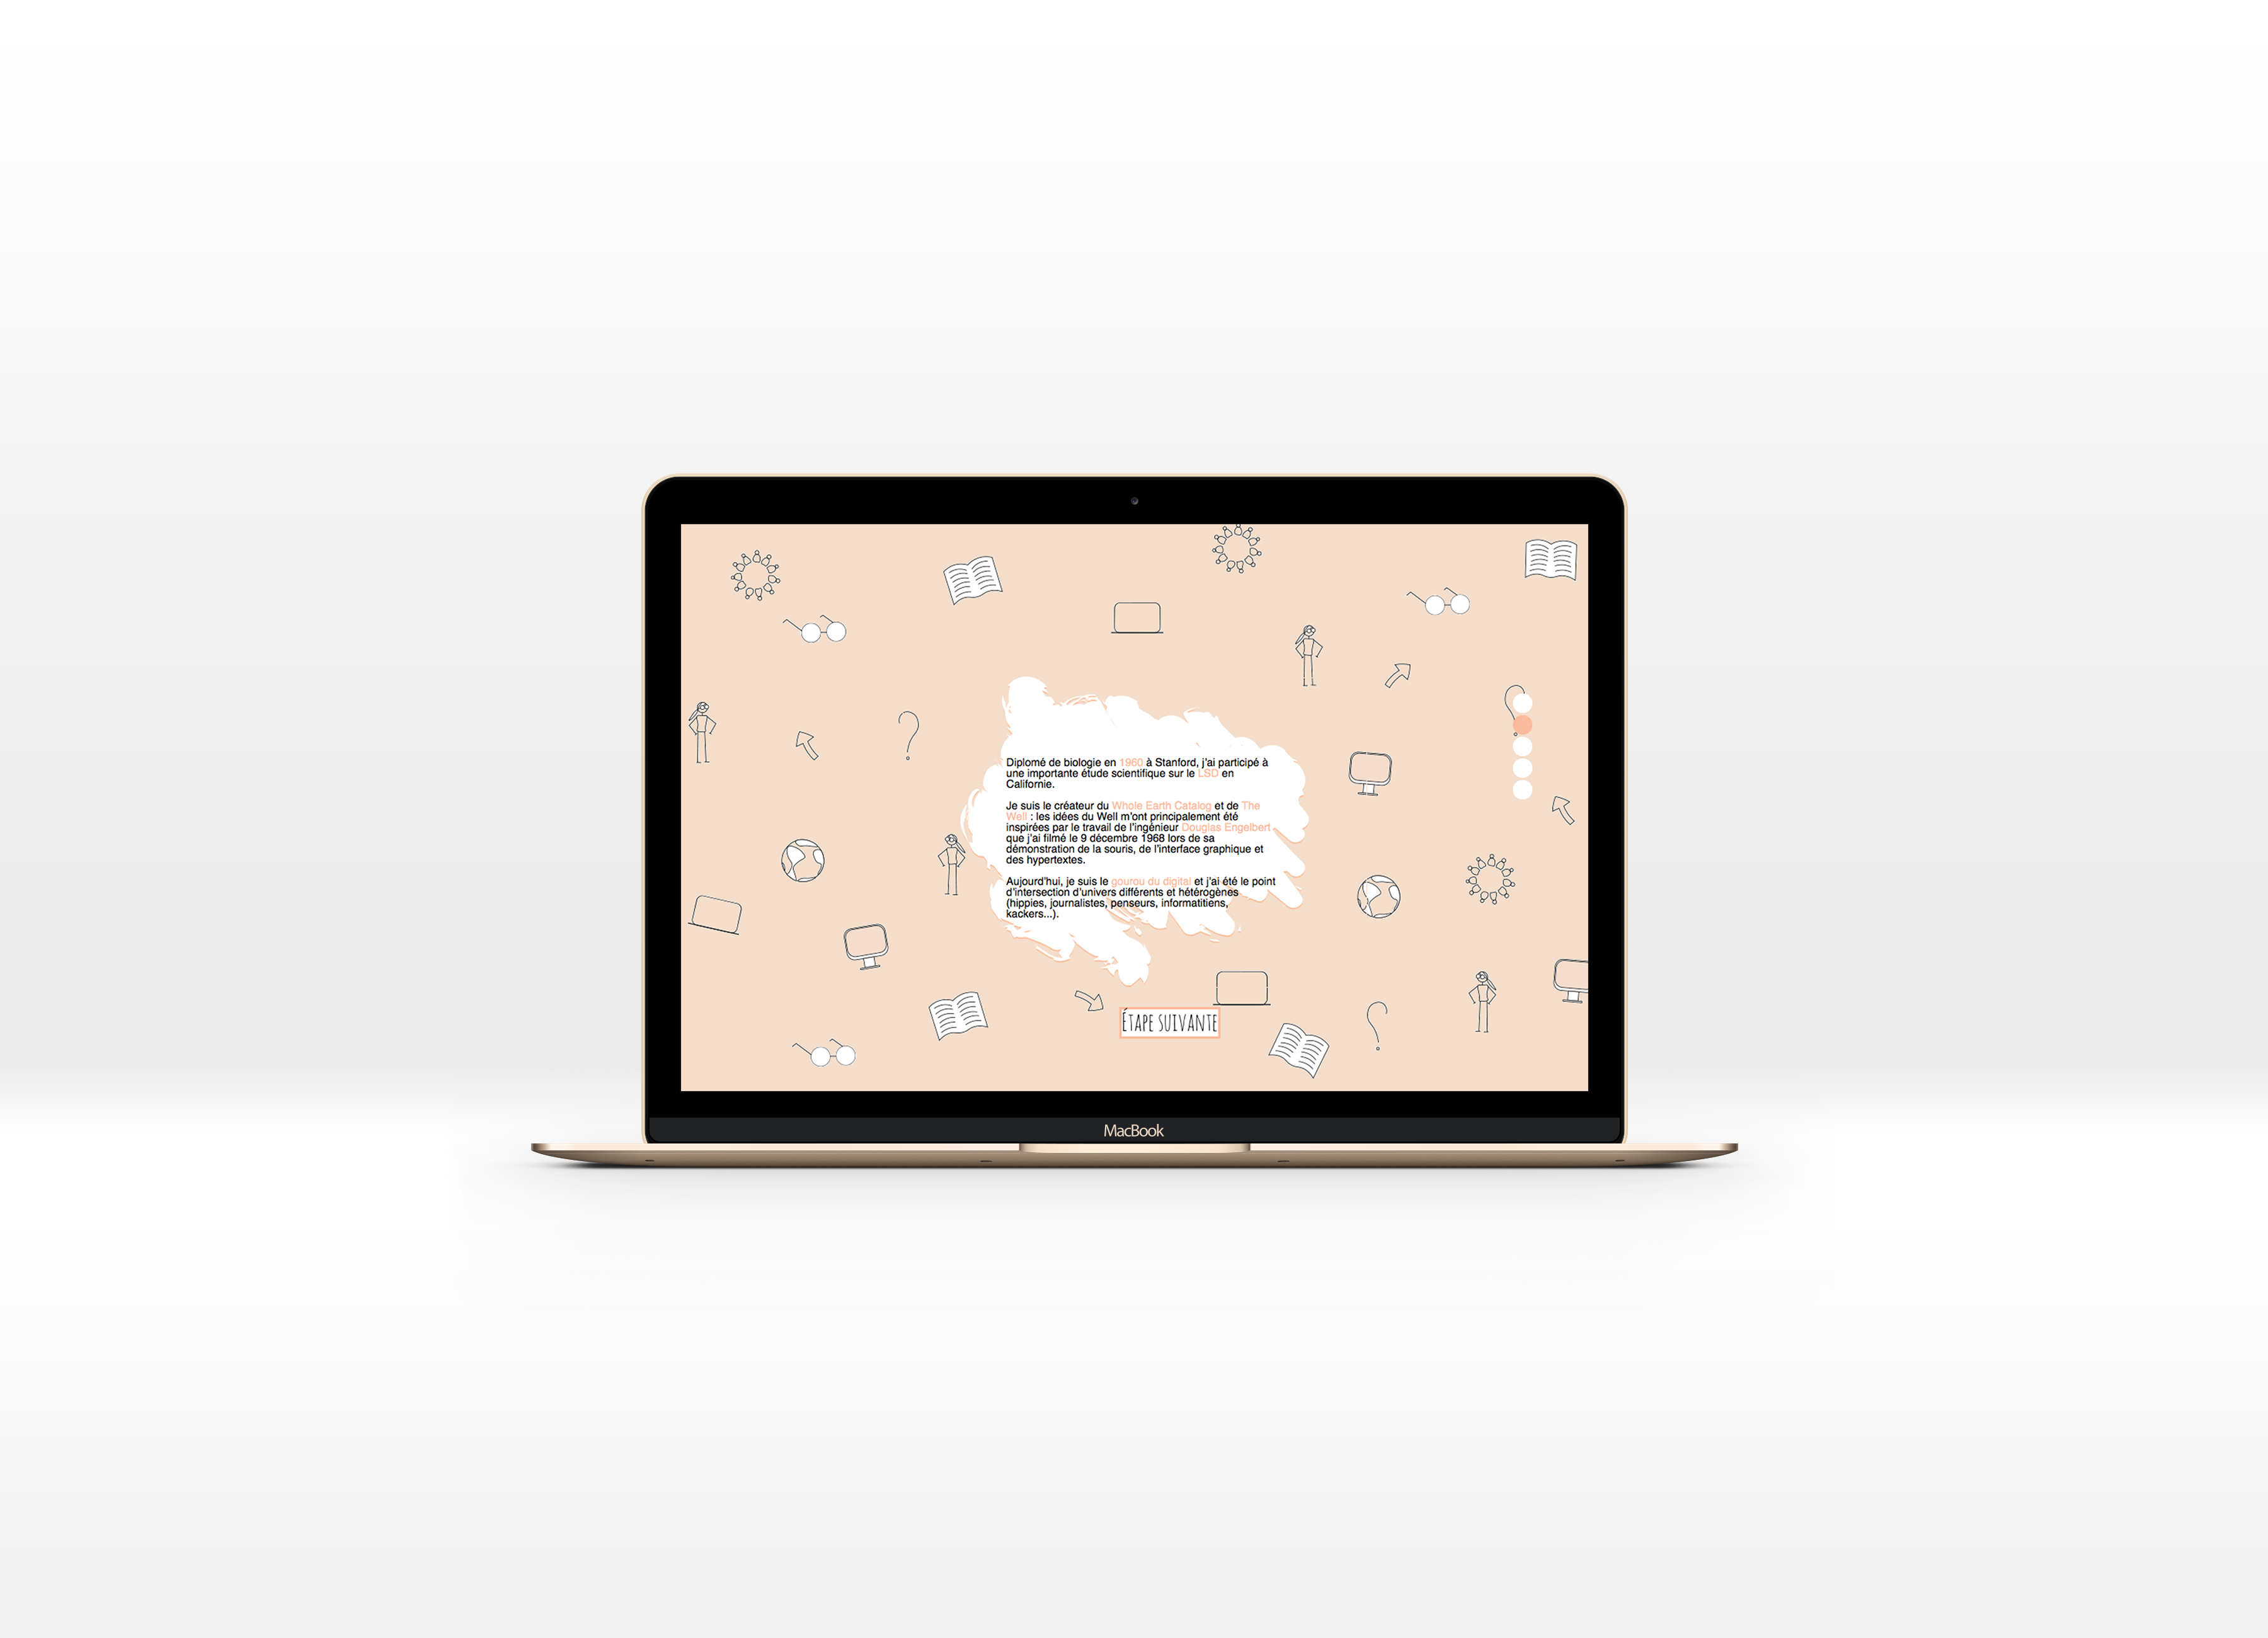 Diplomé de biologie en 1960 à Stanford, j'ai participé à
une importante étude scientifique sur le LSD en
Californie.
Je suis le créateur du Whole Earth Catalog et de The
Well : les idées du Well m'ont principalement été
inspirées par le travail de l'ingénieur Douglas Engelbert
que j'ai filmé le 9 décembre 1968 lors de sa
démonstration de la souris, de l'interface graphique et
des hypertextes.
Aujourd'hui, je suis le gourou du digital et j'ai été le point
d'intersection d'univers différents et hétérogènes
(hippies, journalistes, penseurs, informatitiens,
kackers...).
ÉTAPE SUIVANTE
MacBook